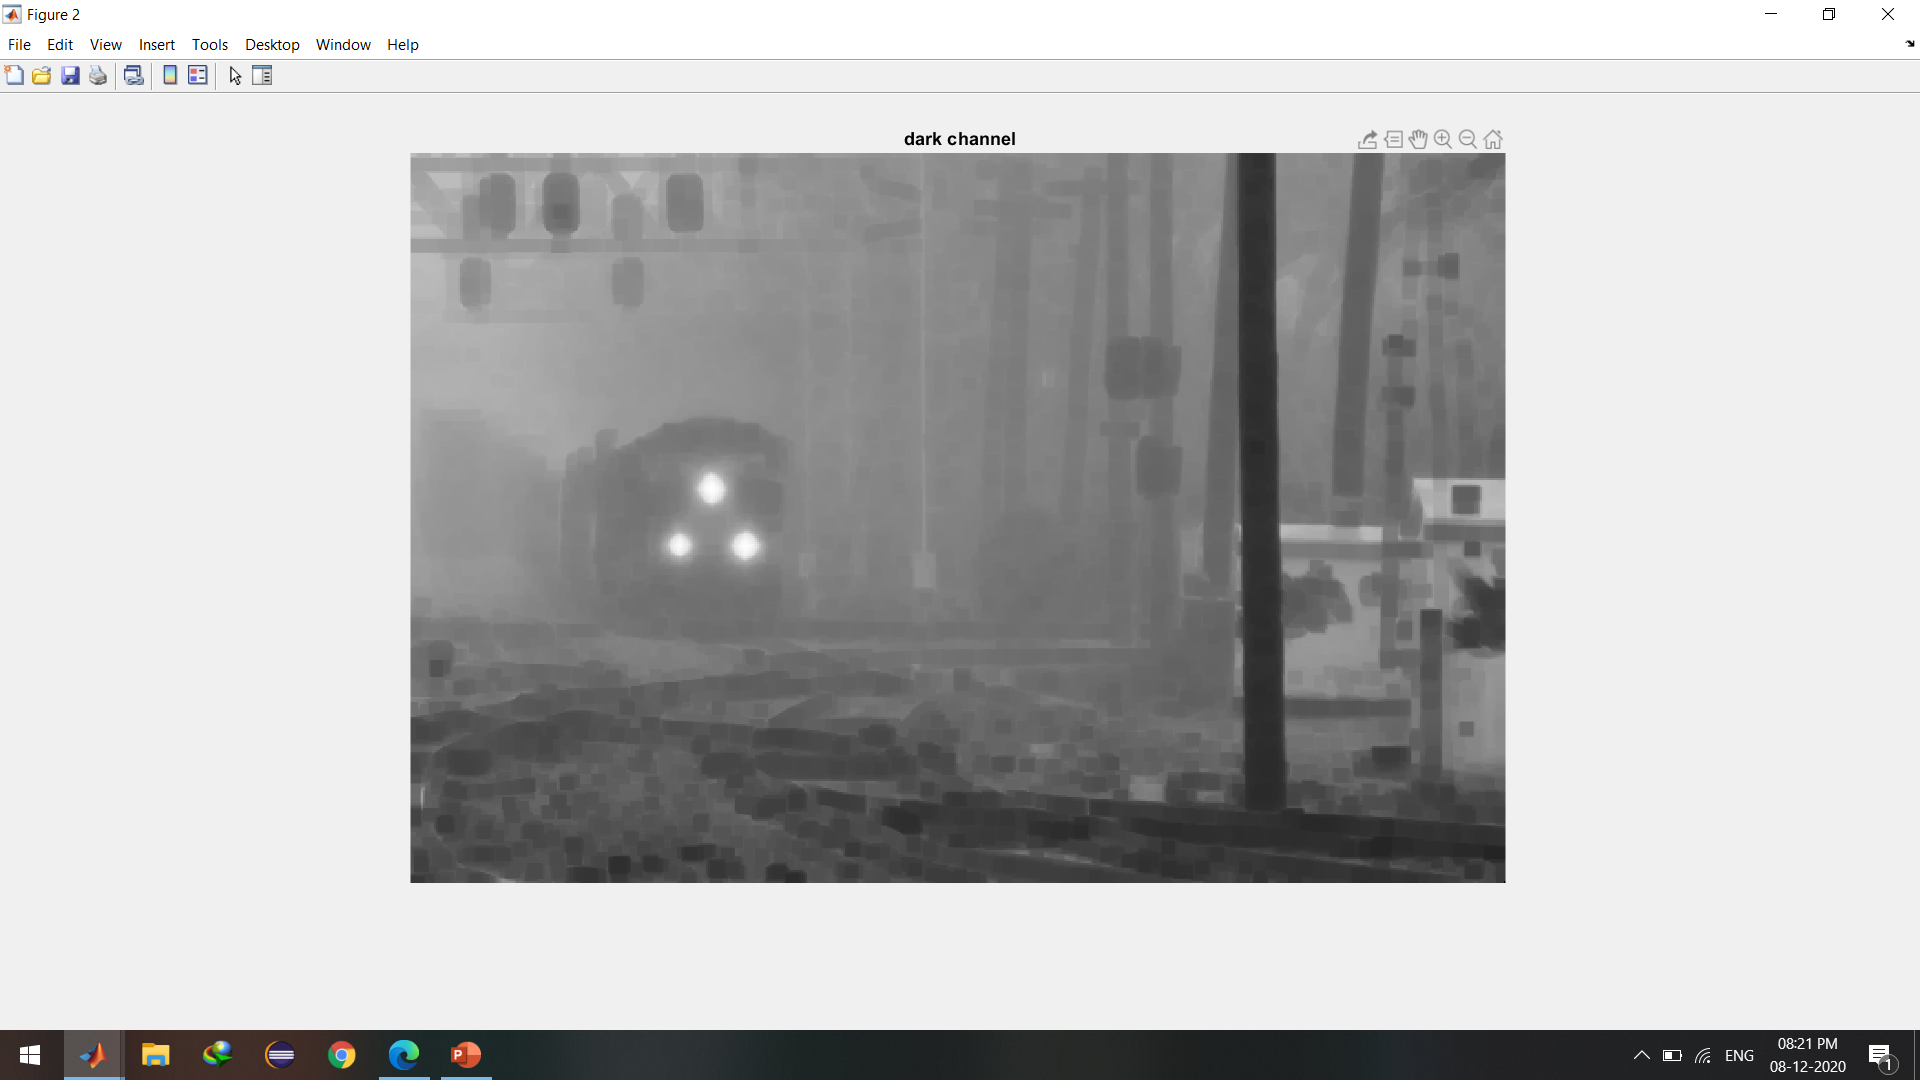 Figure 2
File Edit View Insert Tools Desktop Window Help
dark channel
P
ENG
08:21 PM
08-12-2020
1